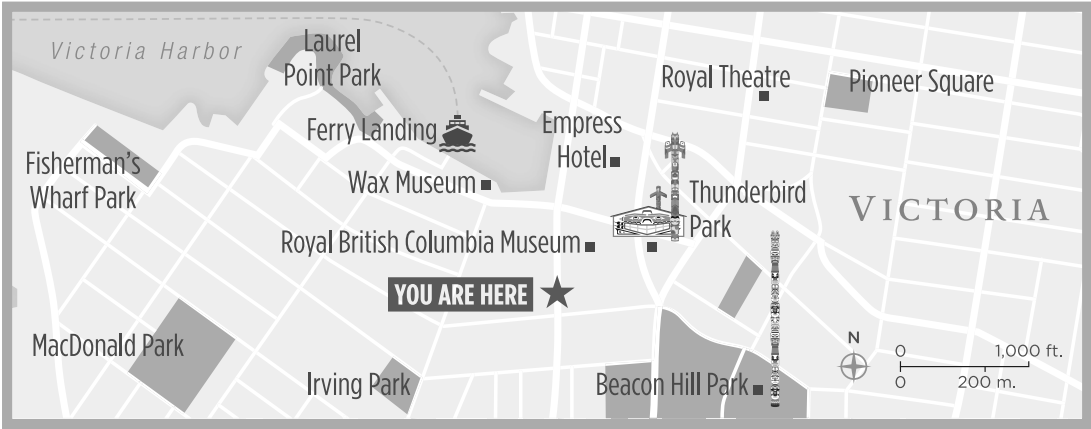 Victoria Harbor
Laurel
Point Park
Royal Theatre
Pioneer Square
Ferry Landing
Empress
Hotel
Fisherman's
Wharf Park
Wax Museum
Thunderbird
Park
VICTORIA
Royal British Columbia Museum
YOU ARE HERE
MacDonald Park
Irving Park
Beacon Hill Park
N
0 1,000 ft.
0 200 m.